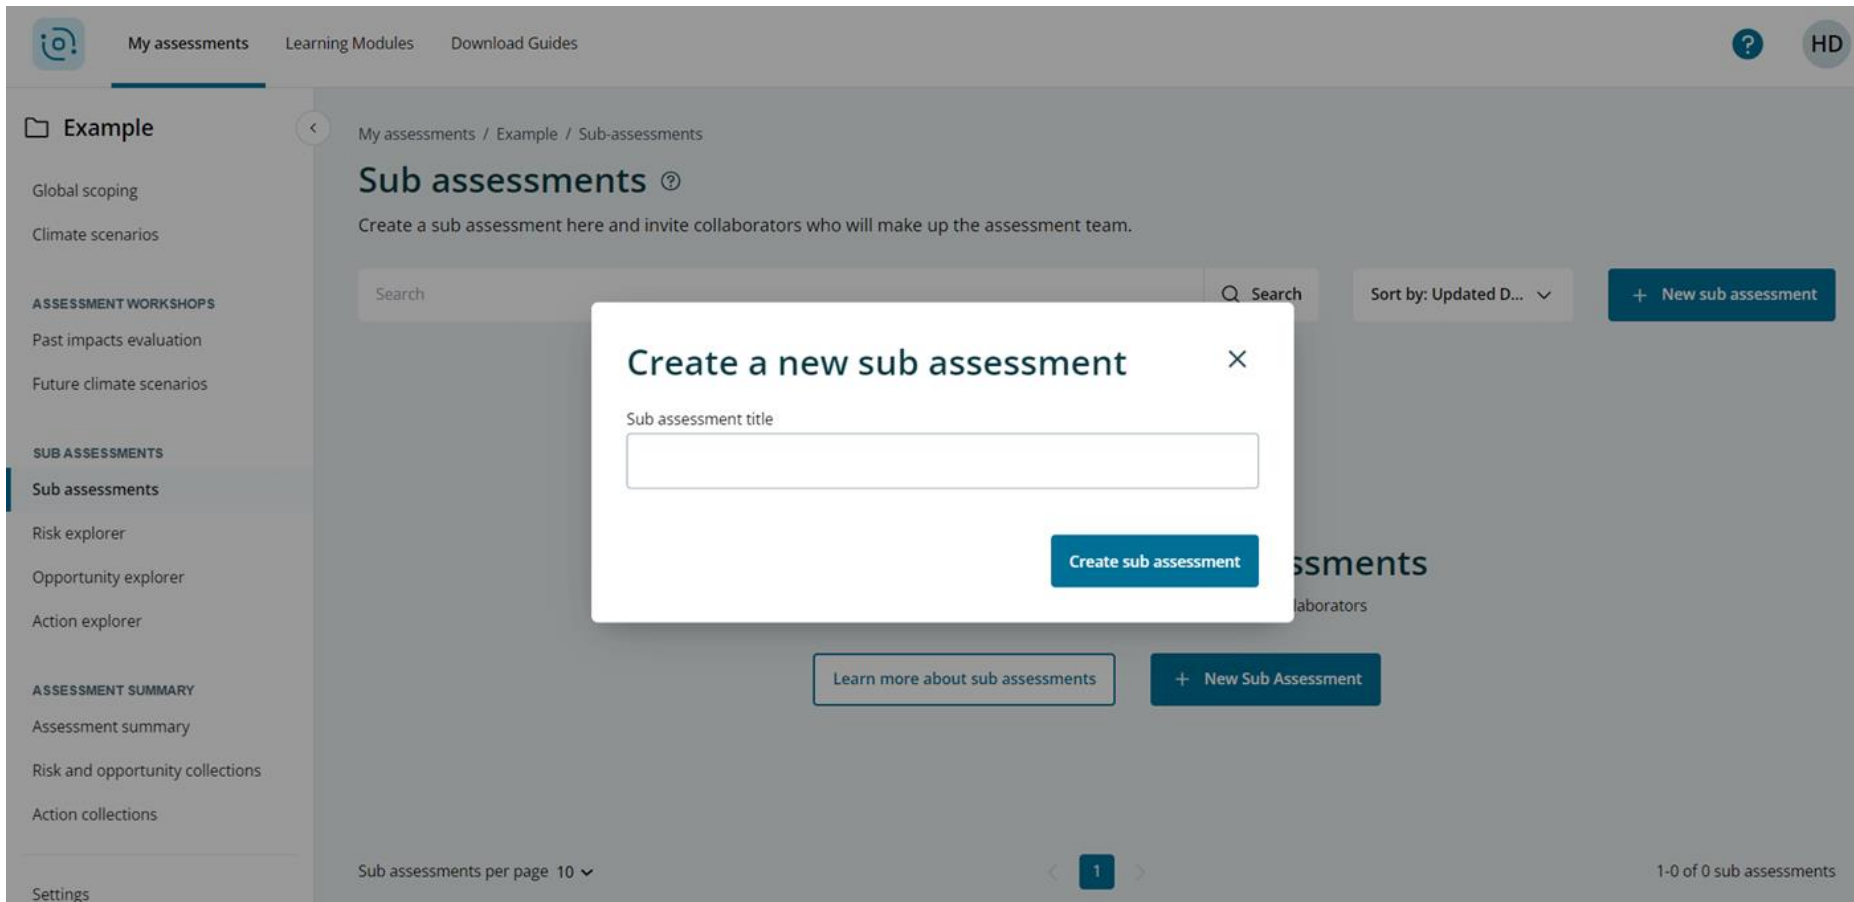 My assessments Learning Modules Download Guides ? HD
Example
Global scoping
Climate scenarios
ASSESSMENT WORKSHOPS
Past impacts evaluation
Future climate scenarios
SUB ASSESSMENTS
Sub assessments
Risk explorer
Opportunity explorer
Action explorer
ASSESSMENT SUMMARY
Assessment summary
Risk and opportunity collections
Action collections
Settings
My assessments / Example / Sub-assessments
Sub assessments ?
Create a sub assessment here and invite collaborators who will make up the assessment team.
Search Search Sort by: Updated D... + New sub assessment
Create a new sub assessment
Sub assessment title
Create sub assessment
ssments
laborators
Learn more about sub assessments + New Sub Assessment
Sub assessments per page 10 < 1 > 1-0 of 0 sub assessments